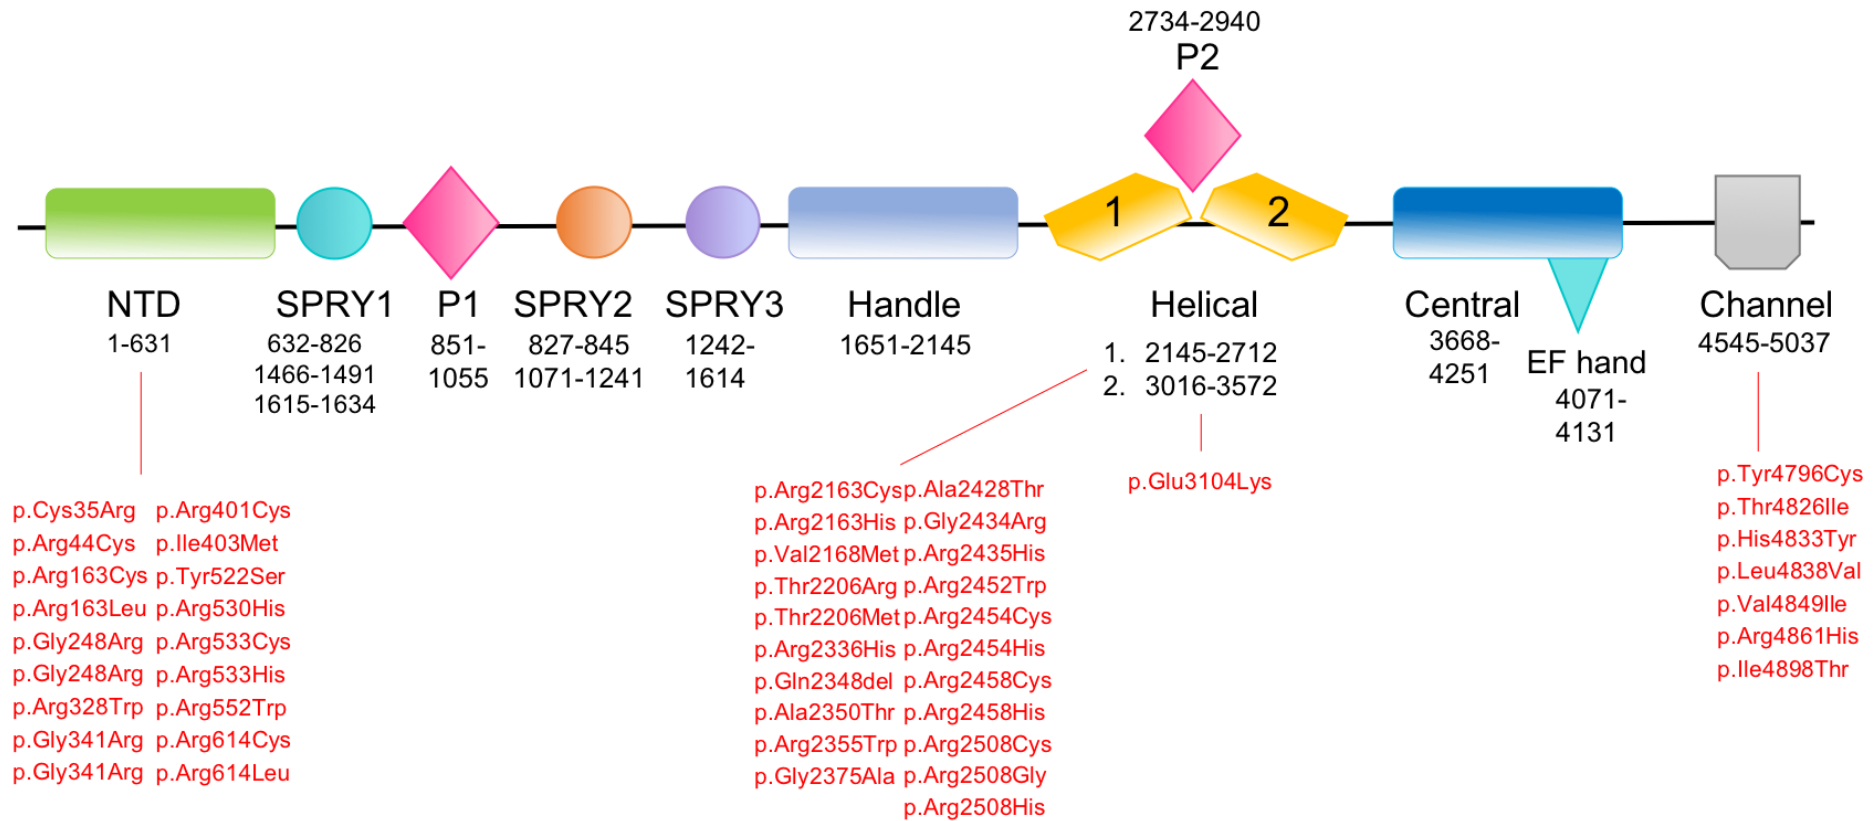 2734-2940
P2
1
2
NTD
1-631
SPRY1
632-826
1466-1491
1615-1634
P1
851-
1055
SPRY2
827-845
1071-1241
SPRY3
1242-
1614
Handle
1651-2145
Helical
1. 2145-2712
2. 3016-3572
Central
3668-
4251
EF hand
4071-
4131
Channel
4545-5037
p.Cys35Arg p.Arg401Cys
p.Arg44Cys p.Ile403Met
p.Arg163Cys p.Tyr522Ser
p.Arg163Leu p.Arg530His
p.Gly248Arg p.Arg533Cys
p.Gly248Arg p.Arg533His
p.Arg328Trp p.Arg552Trp
p.Gly341Arg p.Arg614Cys
p.Gly341Arg p.Arg614Leu
p.Arg2163Cys p.Ala2428Thr
p.Arg2163His p.Gly2434Arg
p.Val2168Met p.Arg2435His
p.Thr2206Arg p.Arg2452Trp
p.Thr2206Met p.Arg2454Cys
p.Arg2336His p.Arg2454His
p.Gln2348del p.Arg2458Cys
p.Ala2350Thr p.Arg2458His
p.Arg2355Trp p.Arg2508Cys
p.Gly2375Ala p.Arg2508Gly
p.Arg2508His
p.Glu3104Lys
p.Tyr4796Cys
p.Thr4826Ile
p.His4833Tyr
p.Leu4838Val
p.Val4849Ile
p.Arg4861His
p.Ile4898Thr